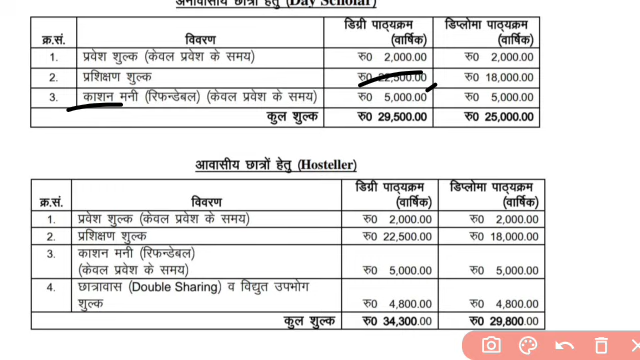 अनावासीय छात्रों हेतु (Day Scholar)
क्र.सं. विवरण डिग्री पाठ्यक्रम (वार्षिक) डिप्लोमा पाठ्यक्रम (वार्षिक)
1. प्रवेश शुल्क (केवल प्रवेश के समय) रु0 2,000.00 रु0 2,000.00
2. प्रशिक्षण शुल्क रु0 22,500.00 रु0 18,000.00
3. काशन मनी (रिफन्डेबल) (केवल प्रवेश के समय) रु0 5,000.00 रु0 5,000.00
कुल शुल्क रु0 29,500.00 रु0 25,000.00
आवासीय छात्रों हेतु (Hosteller)
क्र.सं. विवरण डिग्री पाठ्यक्रम (वार्षिक) डिप्लोमा पाठ्यक्रम (वार्षिक)
1. प्रवेश शुल्क (केवल प्रवेश के समय) रु0 2,000.00 रु0 2,000.00
2. प्रशिक्षण शुल्क रु0 22,500.00 रु0 18,000.00
3. काशन मनी (रिफन्डेबल)
(केवल प्रवेश के समय) रु0 5,000.00 रु0 5,000.00
4. छात्रावास (Double Sharing) व विद्युत उपभोग
शुल्क रु0 4,800.00 रु0 4,800.00
कुल शुल्क रु0 34,300.00 रु0 29,800.00